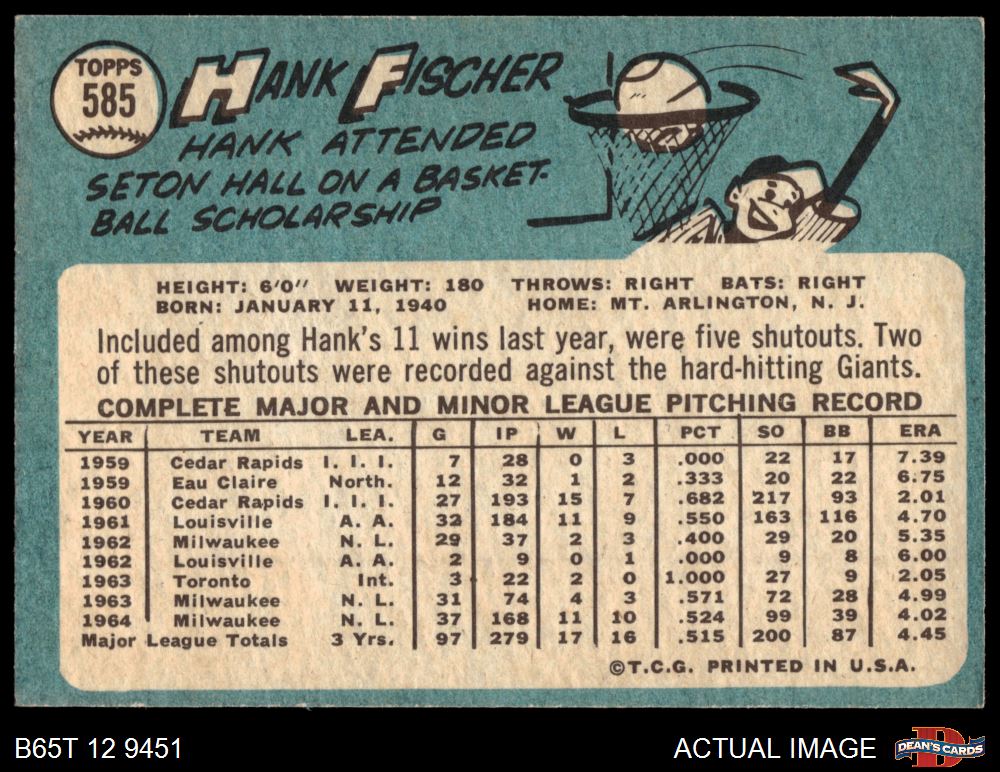 TOPPS
585
HANK FISCHER
HANK ATTENDED
SETON HALL ON A BASKET-
BALL SCHOLARSHIP
HEIGHT: 6'0" WEIGHT: 180 THROWS: RIGHT BATS: RIGHT
BORN: JANUARY 11, 1940 HOME: MT. ARLINGTON, N. J.
Included among Hank's 11 wins last year, were five shutouts. Two
of these shutouts were recorded against the hard-hitting Giants.
COMPLETE MAJOR AND MINOR LEAGUE PITCHING RECORD
YEAR TEAM LEA. G IP W L PCT SO BB ERA
1959 Cedar Rapids I. I. I. 7 28 0 3 .000 22 17 7.39
1959 Eau Claire North. 12 32 1 2 .333 20 22 6.75
1960 Cedar Rapids I. I. I. 27 193 15 7 .682 217 93 2.01
1961 Louisville A. A. 32 184 11 9 .550 163 116 4.70
1962 Milwaukee N. L. 29 37 2 3 .400 29 20 5.35
1962 Louisville A. A. 2 9 0 1 .000 9 8 6.00
1963 Toronto Int. 3 22 2 0 1.000 27 9 2.05
1963 Milwaukee N. L. 31 74 4 3 .571 72 28 4.99
1964 Milwaukee N. L. 37 168 11 10 .524 99 39 4.02
Major League Totals 3 Yrs. 97 279 17 16 .515 200 87 4.45
©T.C.G. PRINTED IN U.S.A.
B65T 12 9451 ACTUAL IMAGE DEAN'S CARDS